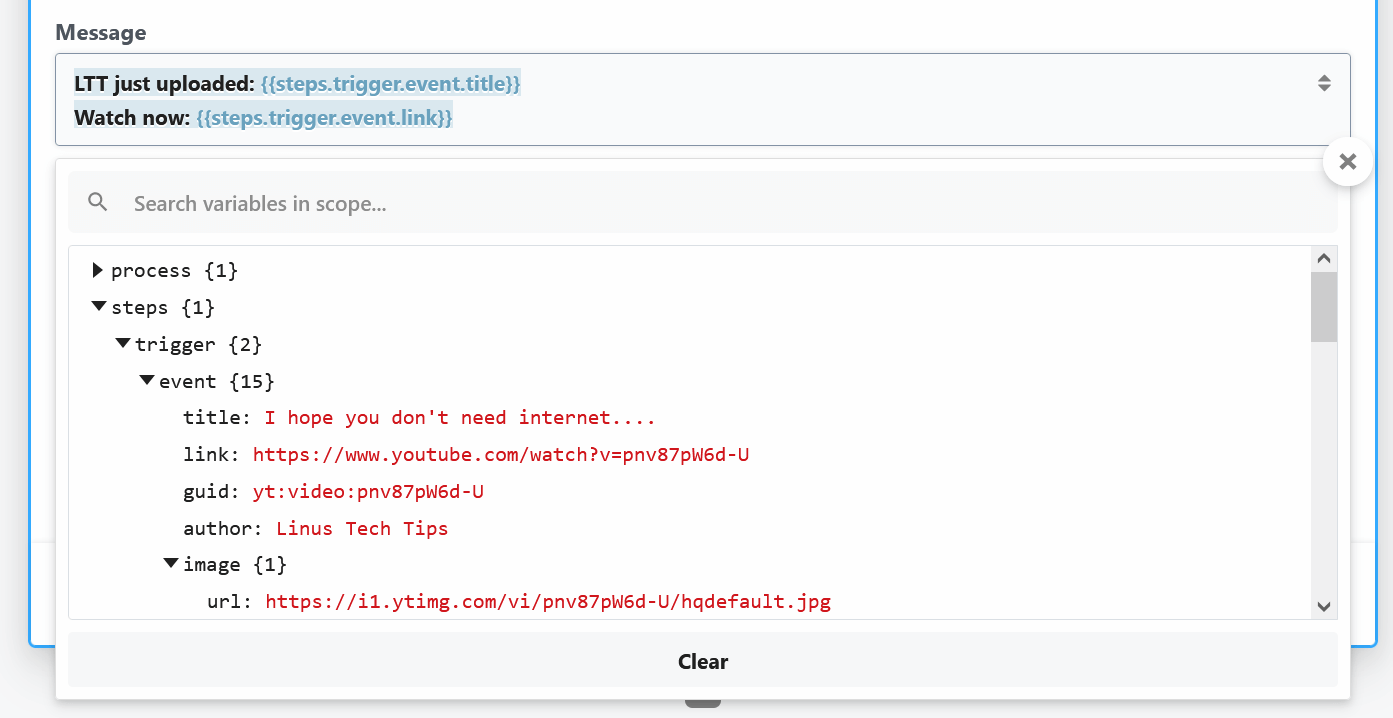 Message
LTT just uploaded: {{steps.trigger.event.title}}
Watch now: {{steps.trigger.event.link}}
Search variables in scope...
process {1}
steps {1}
trigger {2}
event {15}
title: I hope you don't need internet....
link: https://www.youtube.com/watch?v=pnv87pW6d-U
guid: yt:video:pnv87pW6d-U
author: Linus Tech Tips
image {1}
url: https://i1.ytimg.com/vi/pnv87pW6d-U/hqdefault.jpg
Clear